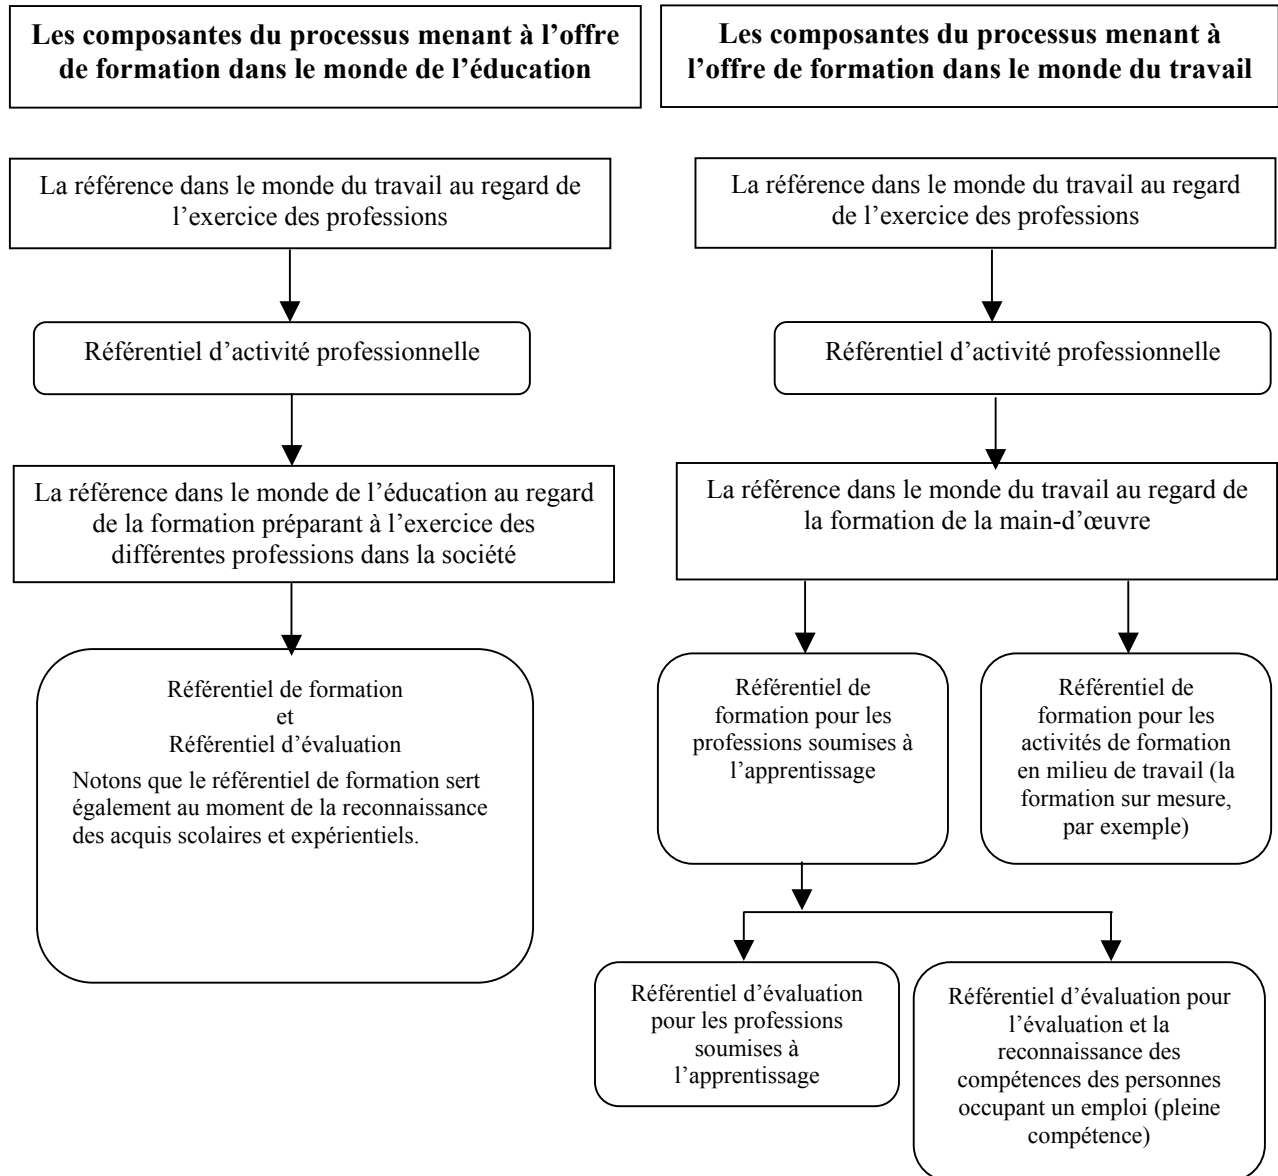 Les composantes du processus menant à l’offre
de formation dans le monde de l’éducation
La référence dans le monde du travail au regard de
l’exercice des professions
Référentiel d’activité professionnelle
La référence dans le monde de l’éducation au regard
de la formation préparant à l’exercice des
différentes professions dans la société
Référentiel de formation
et
Référentiel d’évaluation
Notons que le référentiel de formation sert
également au moment de la reconnaissance
des acquis scolaires et expérientiels.
Les composantes du processus menant à
l’offre de formation dans le monde du travail
La référence dans le monde du travail au regard
de l’exercice des professions
Référentiel d’activité professionnelle
La référence dans le monde du travail au regard de
la formation de la main-d’œuvre
Référentiel de
formation pour les
professions soumises à
l’apprentissage
Référentiel de
formation pour les
activités de formation
en milieu de travail (la
formation sur mesure,
par exemple)
Référentiel d’évaluation
pour les professions
soumises à
l’apprentissage
Référentiel d’évaluation pour
l’évaluation et la
reconnaissance des
compétences des personnes
occupant un emploi (pleine
compétence)